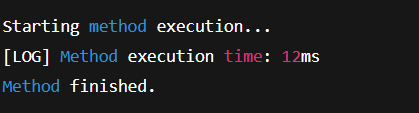 Starting method execution...
[LOG] Method execution time: 12ms
Method finished.